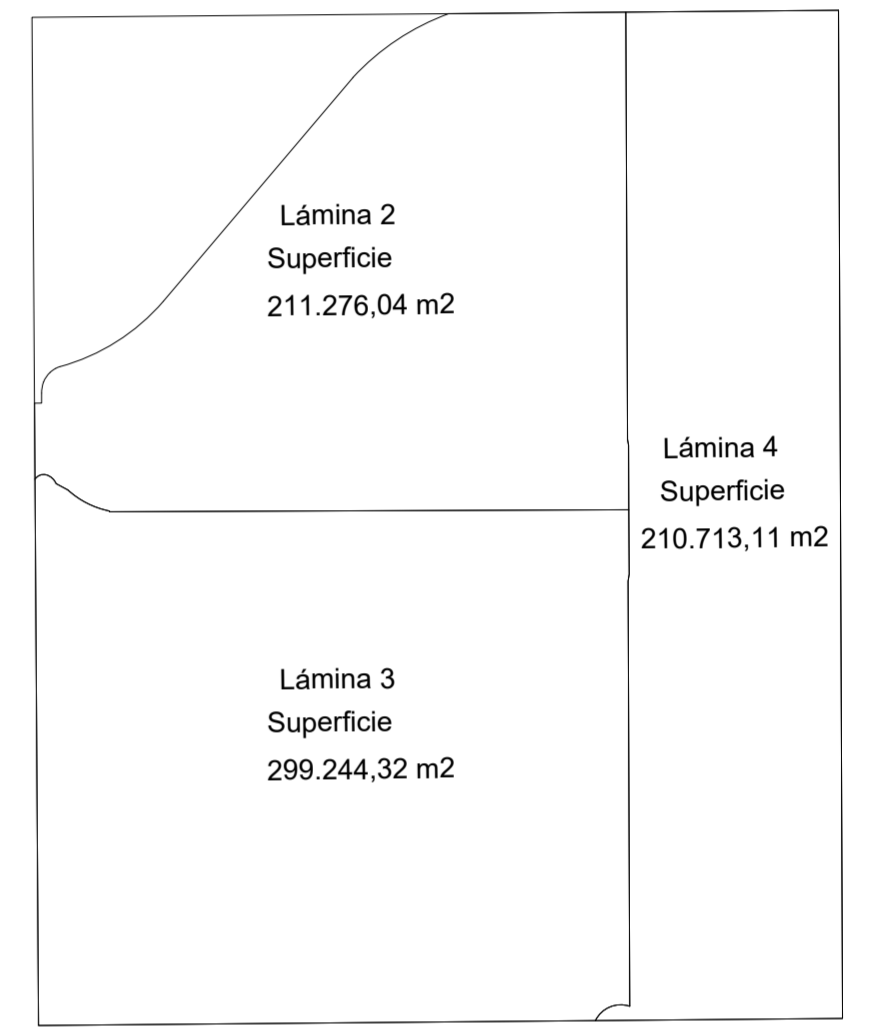 Lámina 2
Superficie
211.276,04 m2
Lámina 4
Superficie
210.713,11 m2
Lámina 3
Superficie
299.244,32 m2